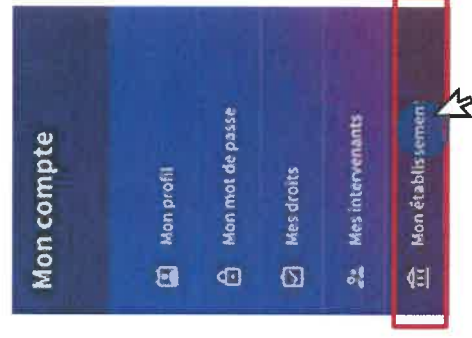 Mon compte
Mon profil
Mon mot de passe
Mes droits
Mes intervenants
Mon établissement